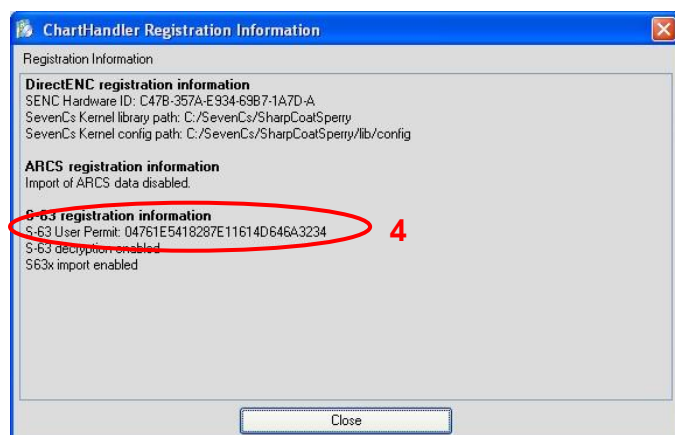 ChartHandler Registration Information
Registration Information
DirectENC registration information
SENC Hardware ID: C47B-357A-E934-69B7-1A7D-A
SevenCs Kernel library path: C:/SevenCs/SharpCoatSperry
SevenCs Kernel config path: C:/SevenCs/SharpCoatSperry/lib/config
ARCS registration information
Import of ARCS data disabled.
S-63 registration information
S-63 User Permit: 04761E5418287E11614D646A3234
4
S-63 decryption enabled
S63x import enabled
Close